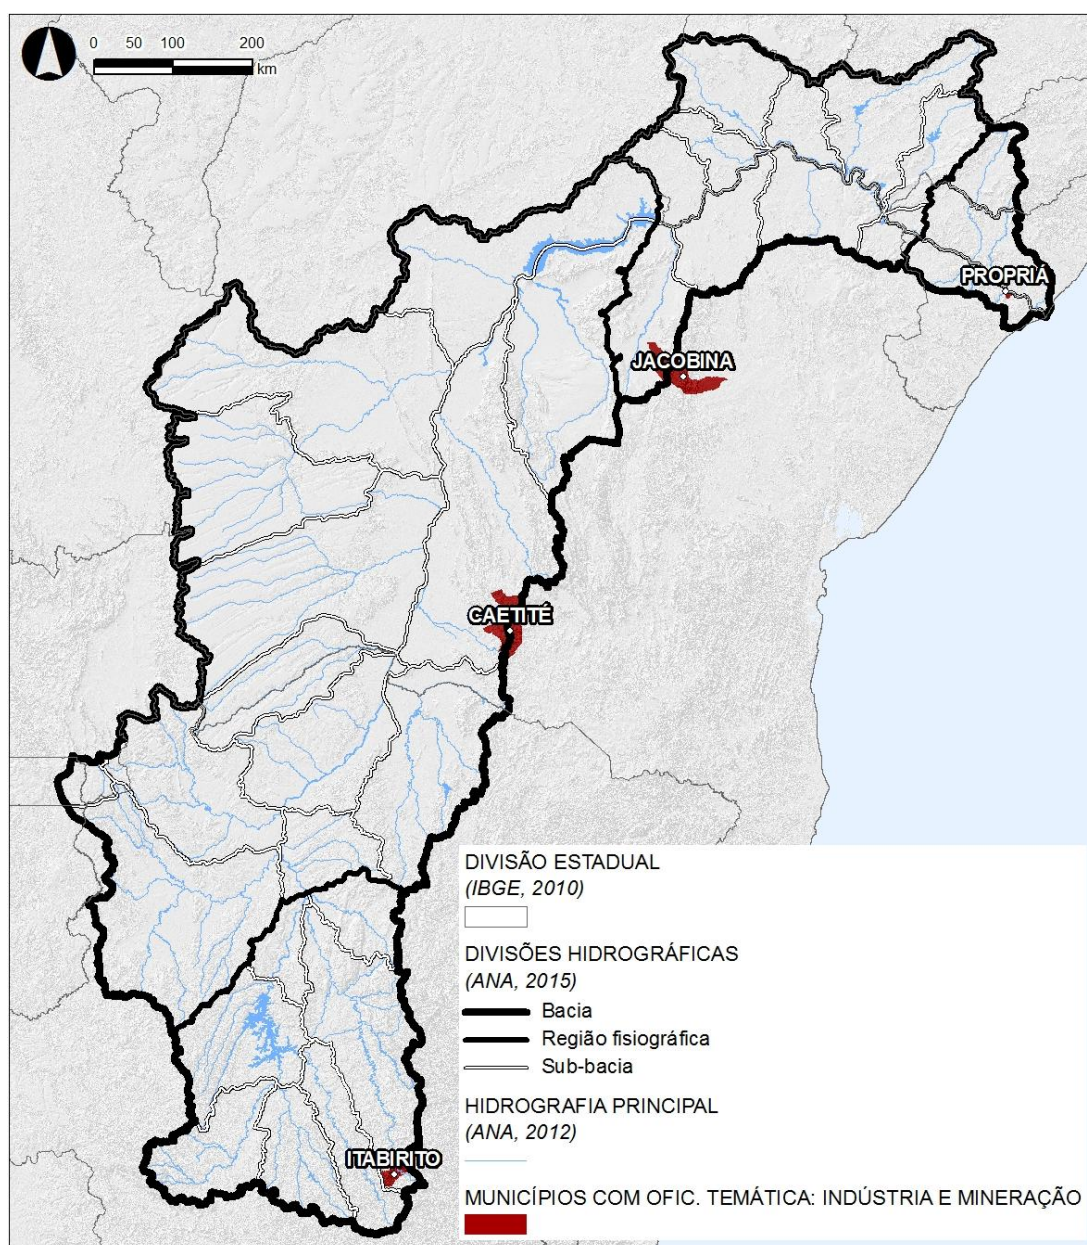 0 50 100 200
km
PROPRIÁ
JACOBINA
CAETITÉ
ITABIRITO
DIVISÃO ESTADUAL
(IBGE, 2010)
DIVISÕES HIDROGRÁFICAS
(ANA, 2015)
Bacia
Região fisiográfica
Sub-bacia
HIDROGRAFIA PRINCIPAL
(ANA, 2012)
MUNICÍPIOS COM OFIC. TEMÁTICA: INDÚSTRIA E MINERAÇÃO